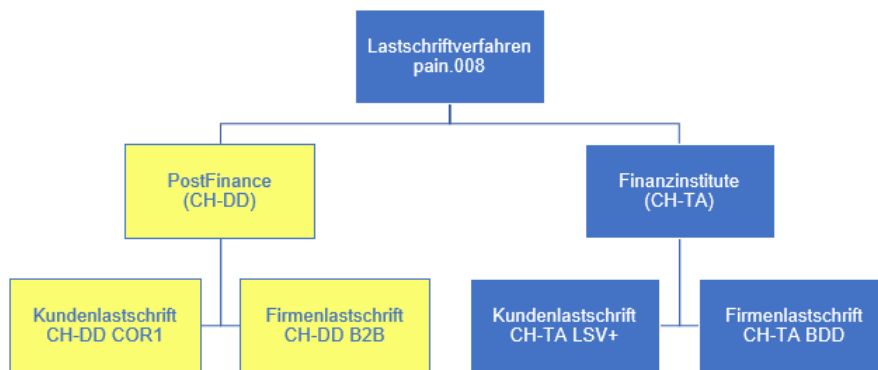 Lastschriftverfahren
pain.008
PostFinance
(CH-DD)
Finanzinstitute
(CH-TA)
Kundenlastschrift
CH-DD COR1
Firmenlastschrift
CH-DD B2B
Kundenlastschrift
CH-TA LSV+
Firmenlastschrift
CH-TA BDD